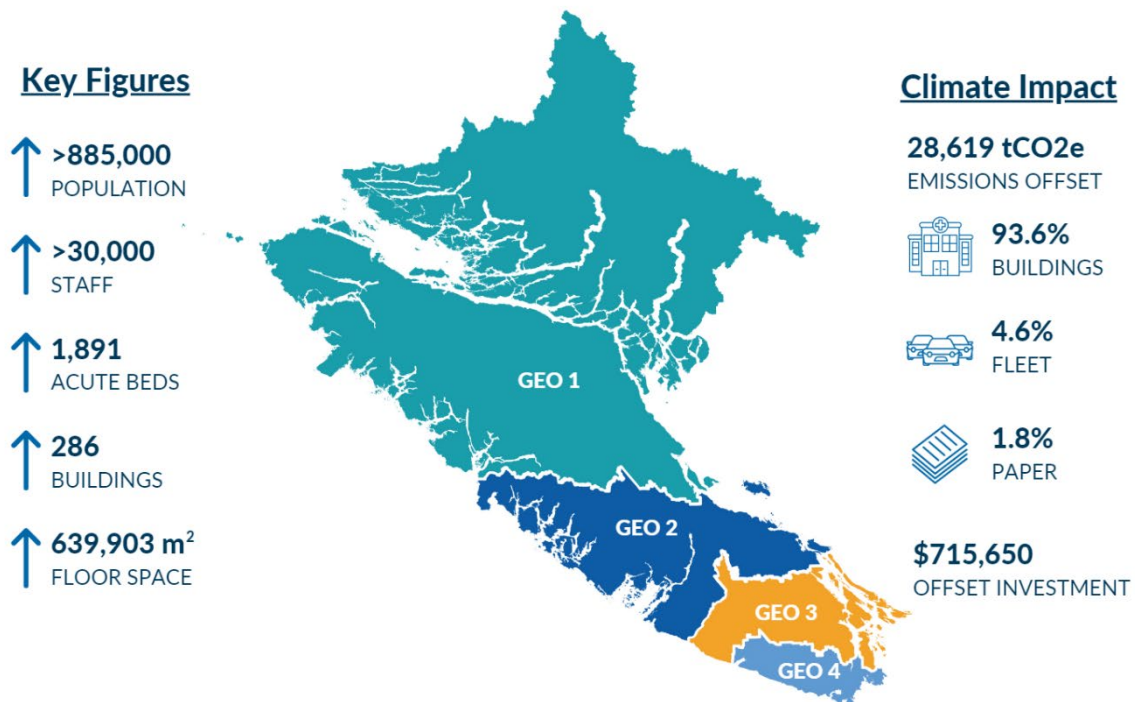 Key Figures
>885,000
POPULATION
>30,000
STAFF
1,891
ACUTE BEDS
286
BUILDINGS
639,903 m²
FLOOR SPACE
GEO 1
GEO 2
GEO 3
GEO 4
Climate Impact
28,619 tCO2e
EMISSIONS OFFSET
93.6%
BUILDINGS
4.6%
FLEET
1.8%
PAPER
$715,650
OFFSET INVESTMENT